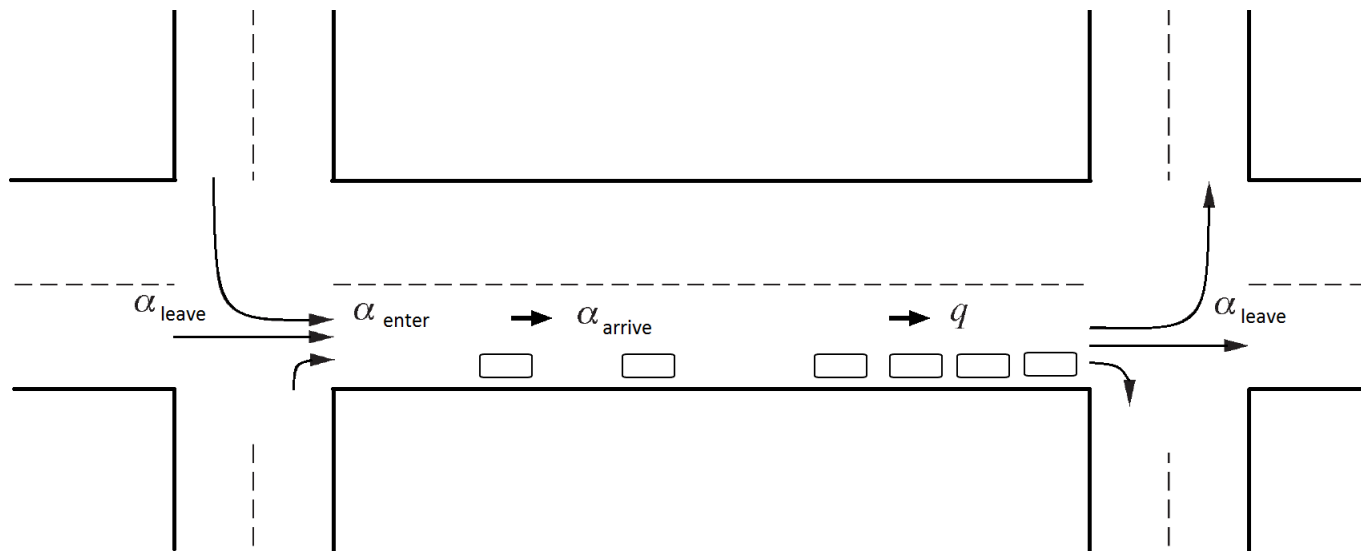 α leave
α enter
α arrive
q
α leave